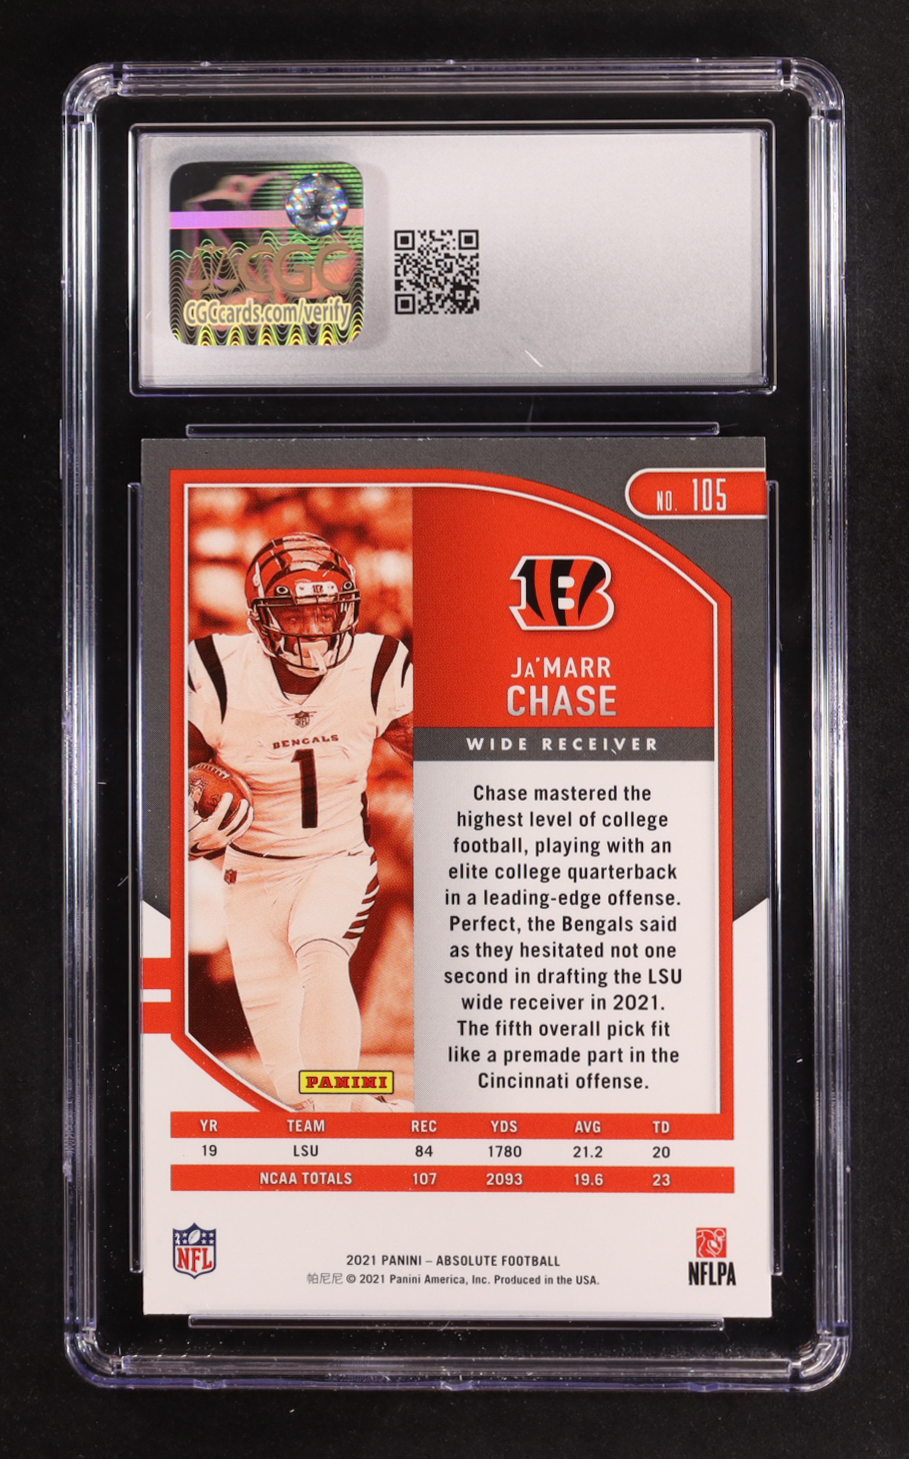 CGC
CGCcards.com/verify
NO. 105
B
JA'MARR
CHASE
WIDE RECEIVER
BENGALS
1
Chase mastered the
highest level of college
football, playing with an
elite college quarterback
in a leading-edge offense.
Perfect, the Bengals said
as they hesitated not one
second in drafting the LSU
wide receiver in 2021.
The fifth overall pick fit
like a premade part in the
Cincinnati offense.
PANINI
YR TEAM REC YDS AVG TD
19 LSU 84 1780 21.2 20
NCAA TOTALS 107 2093 19.6 23
NFL
2021 PANINI – ABSOLUTE FOOTBALL
帕尼尼 © 2021 Panini America, Inc. Produced in the USA.
NFLPA